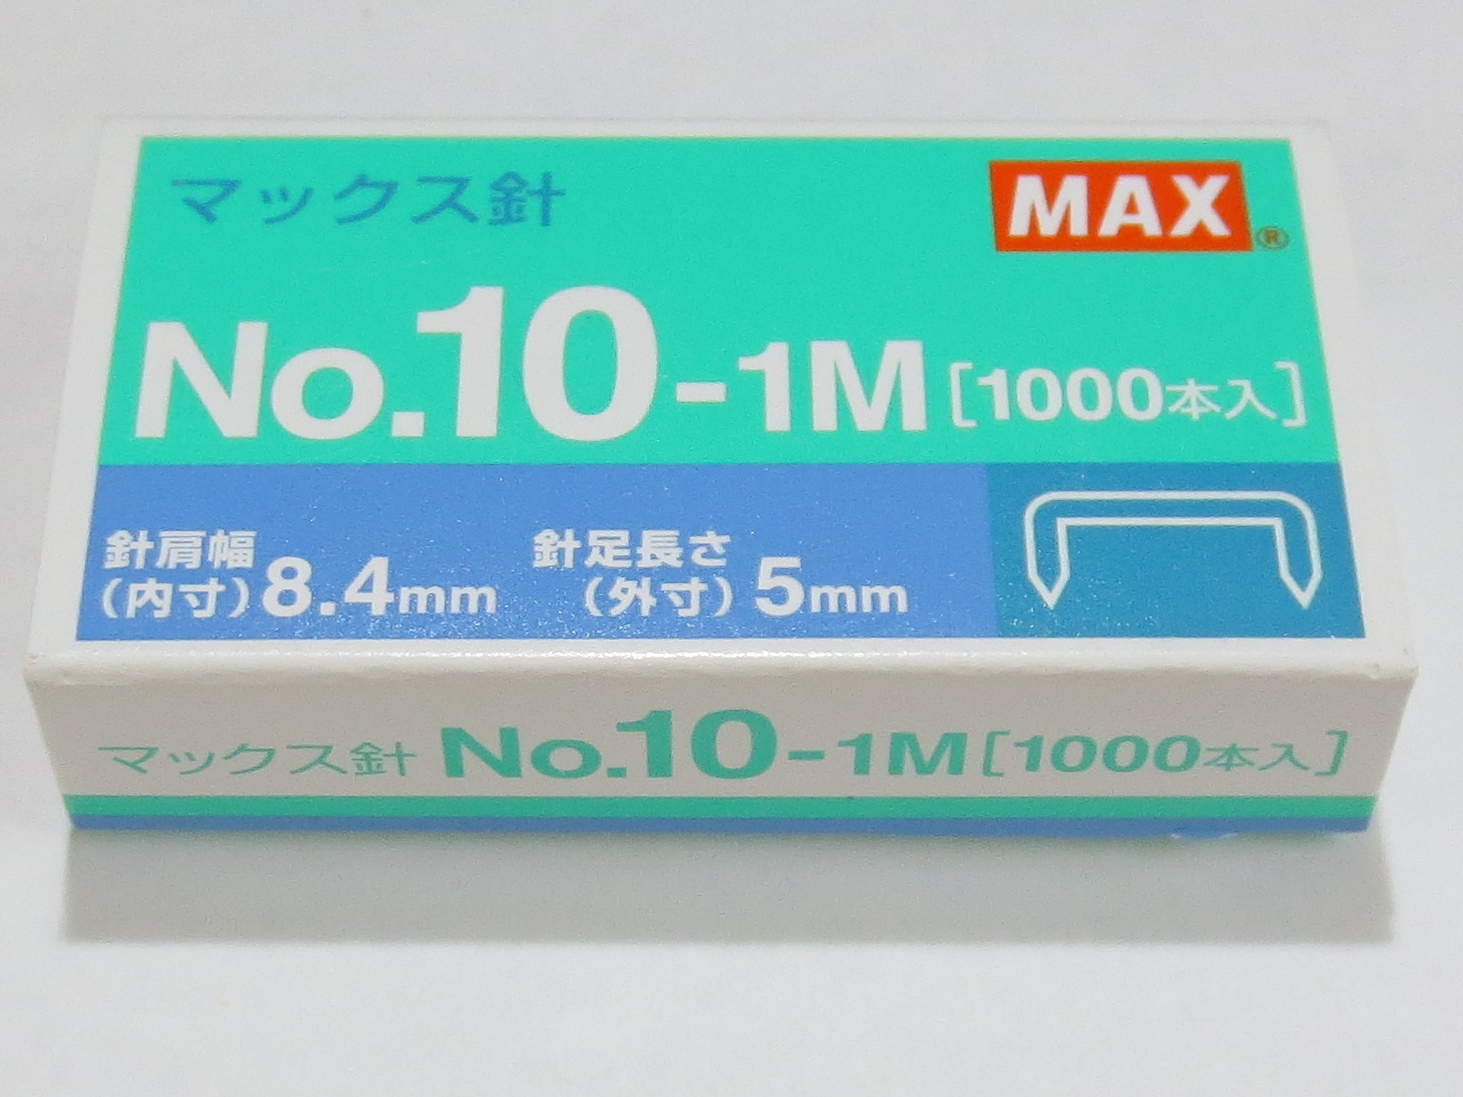 マックス針
MAX®
No.10-1M［1000本入］
針肩幅（内寸）8.4mm 針足長さ（外寸）5mm
マックス針 No.10-1M［1000本入］